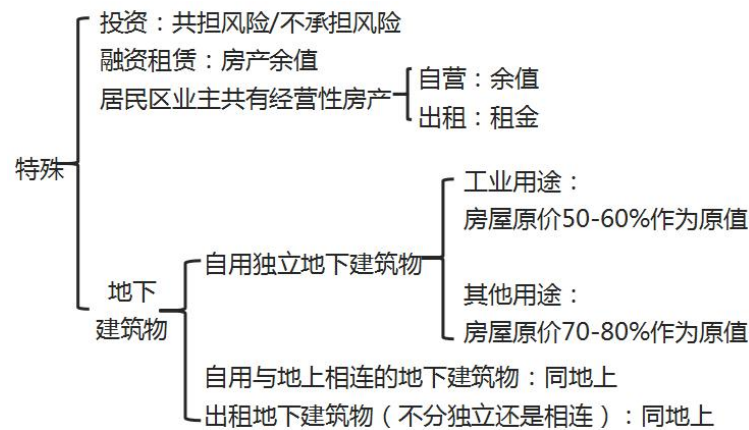 特殊
投资：共担风险/不承担风险
融资租赁：房产余值
居民区业主共有经营性房产
自营：余值
出租：租金
地下
建筑物
自用独立地下建筑物
工业用途：
房屋原价50-60%作为原值
其他用途：
房屋原价70-80%作为原值
自用与地上相连的地下建筑物：同地上
出租地下建筑物（不分独立还是相连）：同地上